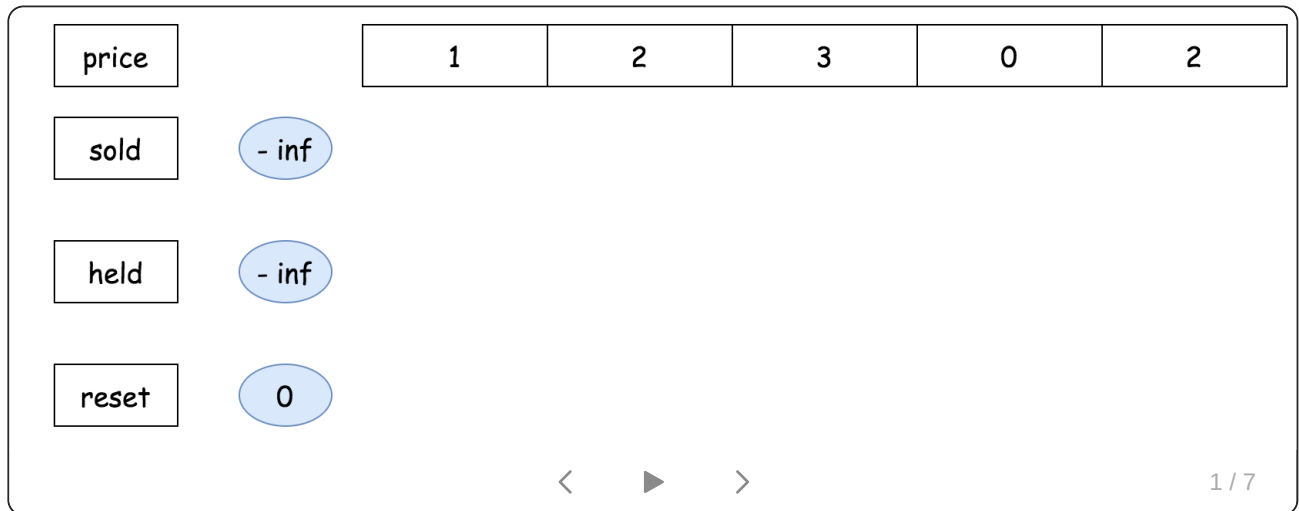 price 1 2 3 0 2
sold - inf
held - inf
reset 0
1 / 7